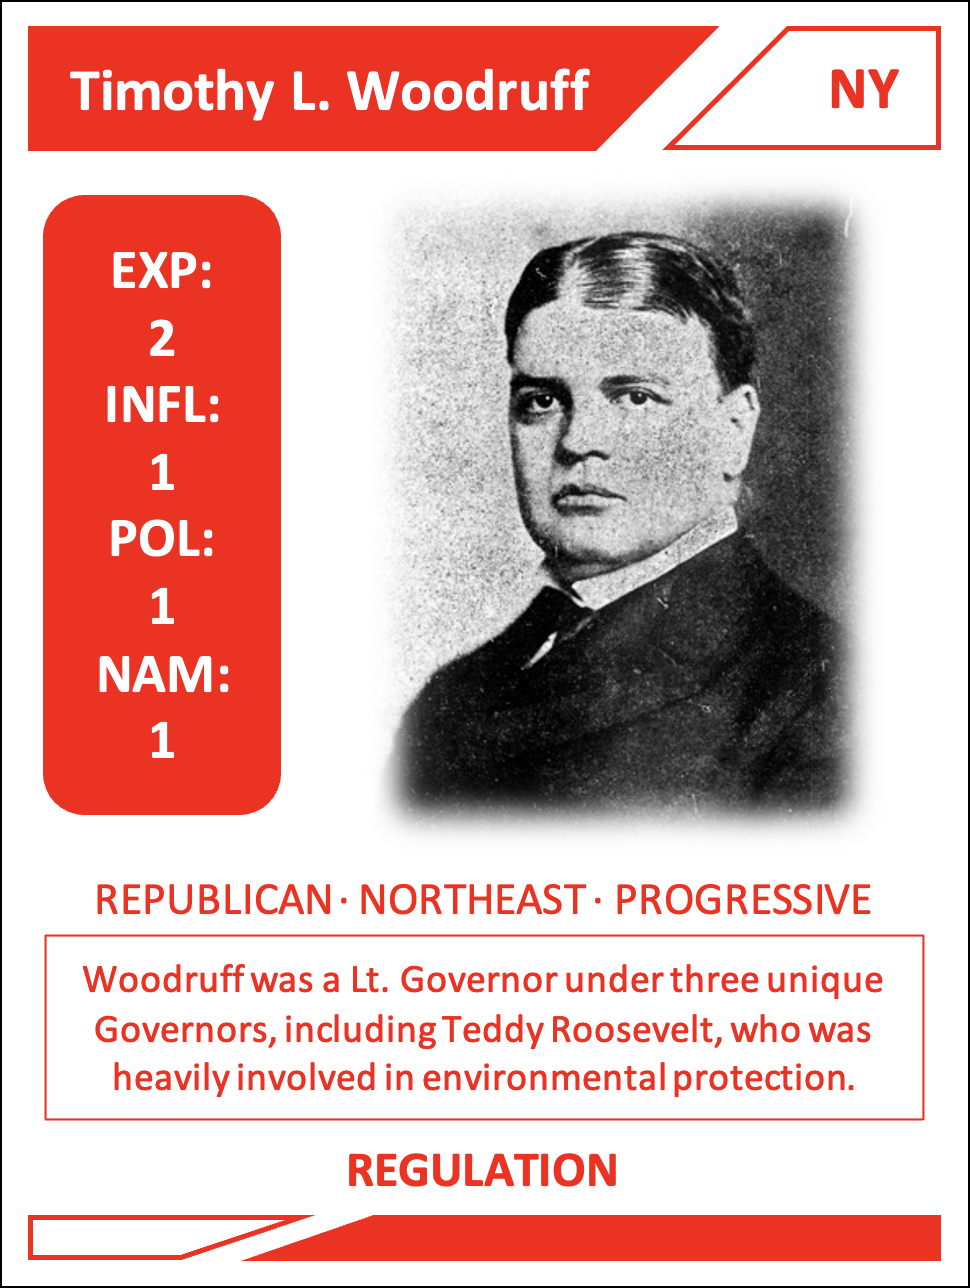 Timothy L. Woodruff
NY
EXP:
2
INFL:
1
POL:
1
NAM:
1
REPUBLICAN · NORTHEAST · PROGRESSIVE
Woodruff was a Lt. Governor under three unique
Governors, including Teddy Roosevelt, who was
heavily involved in environmental protection.
REGULATION